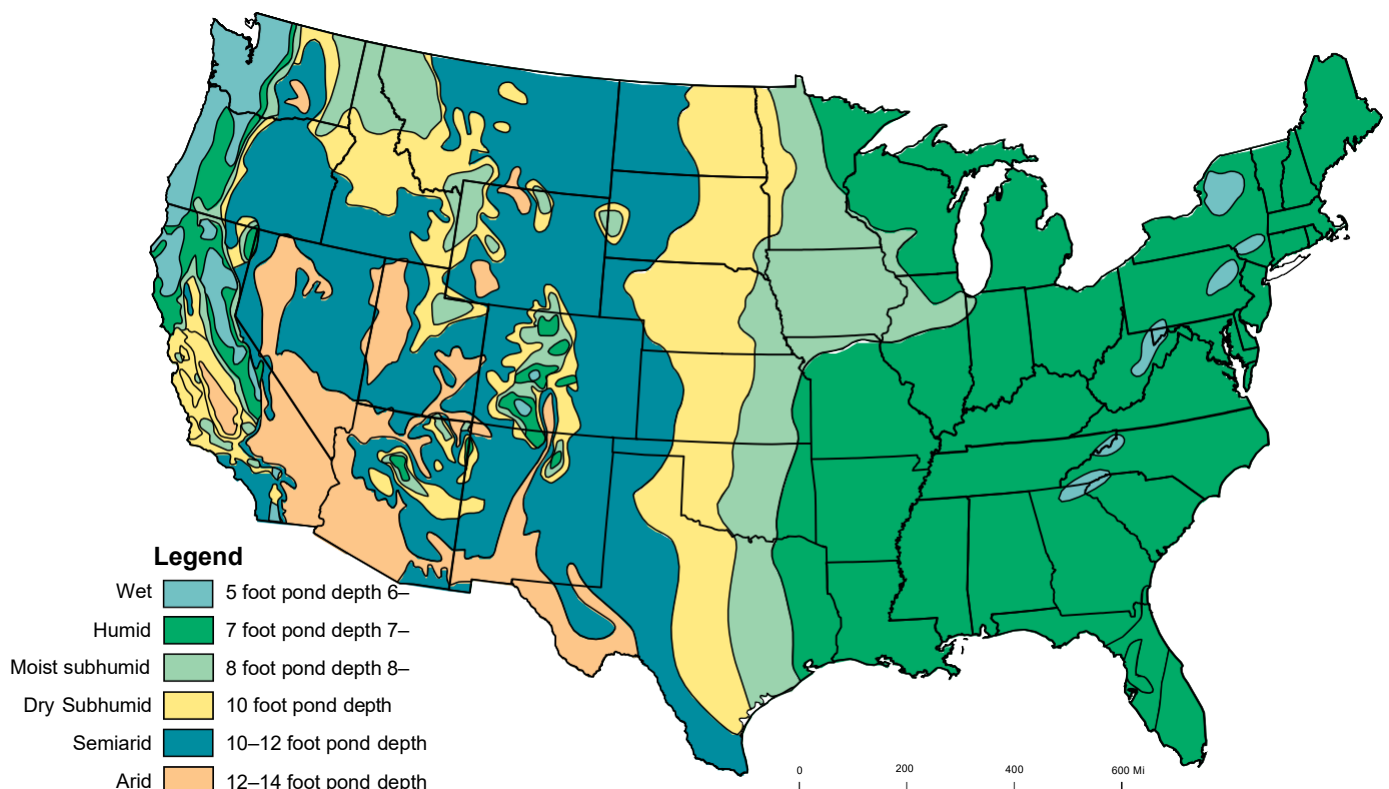 Legend
Wet 5 foot pond depth 6–
Humid 7 foot pond depth 7–
Moist subhumid 8 foot pond depth 8–
Dry Subhumid 10 foot pond depth
Semiarid 10–12 foot pond depth
Arid 12–14 foot pond depth
0 200 400 600 Mi